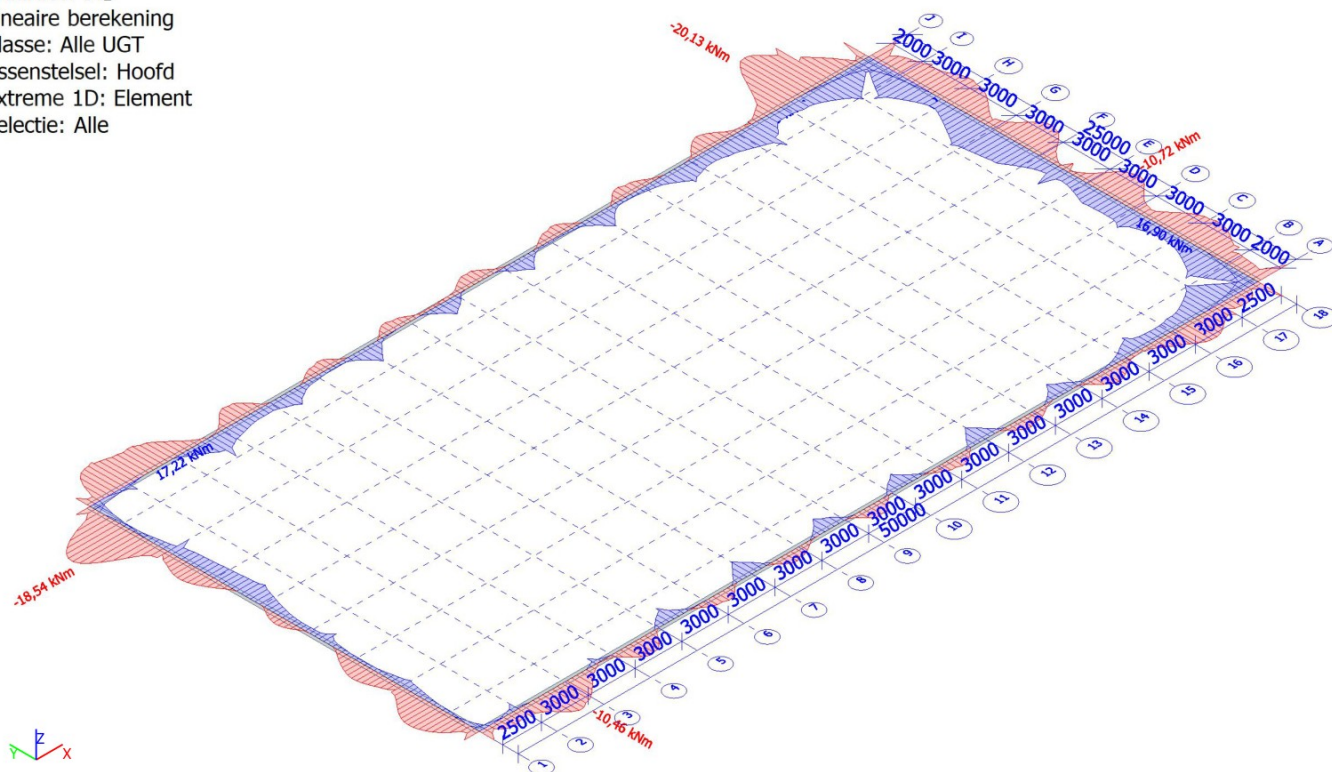 neaire berekening
lasse: Alle UGT
ssenstelsel: Hoofd
xtreme 1D: Element
electie: Alle
-20,13 kNm
2000
3000
3000
3000
25000
3000
3000
3000
3000
3000
2000
J
I
H
G
F
E
D
C
B
A
-10,72 kNm
16,90 kNm
17,22 kNm
-18,54 kNm
-10,46 kNm
2500
3000
3000
3000
3000
3000
3000
3000
3000
50000
3000
3000
3000
3000
3000
3000
3000
2500
1
2
3
4
5
6
7
8
9
10
11
12
13
14
15
16
17
18
Z
Y
X